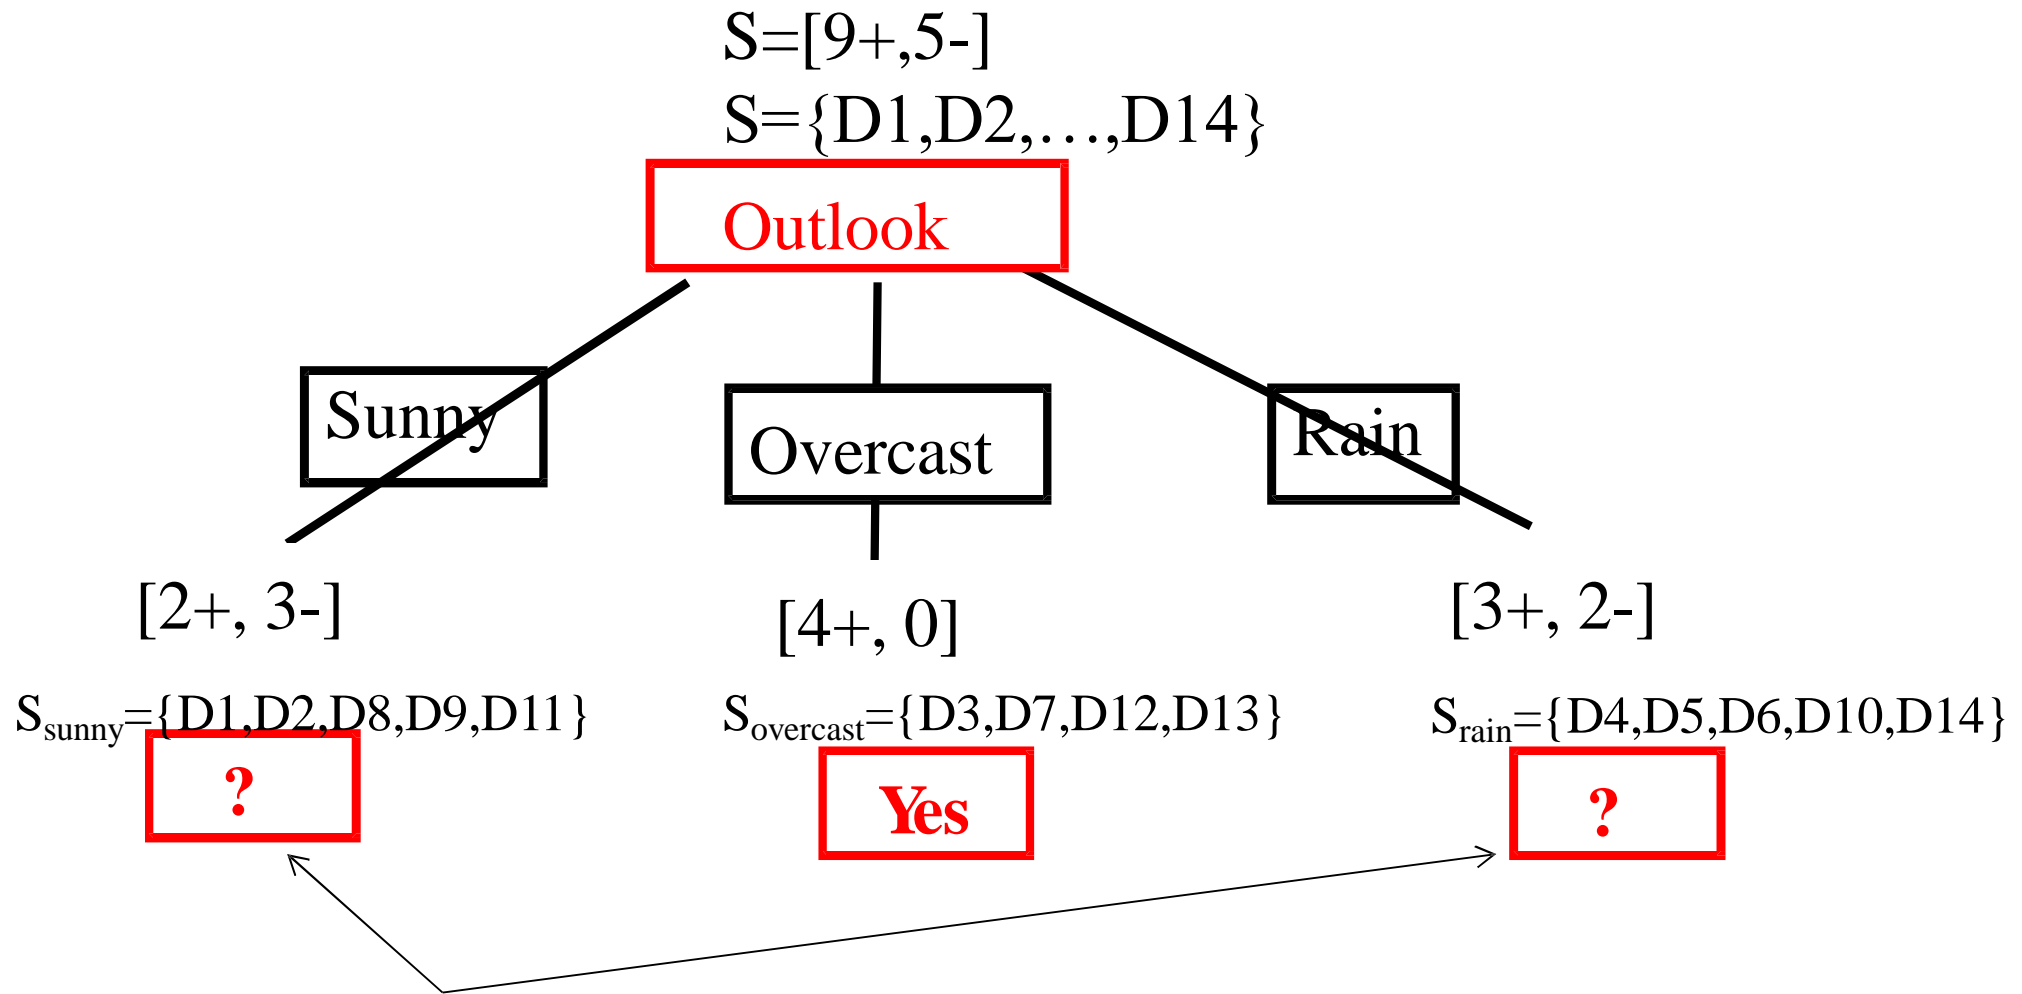 S=[9+,5-]
S={D1,D2,…,D14}
Outlook
Sunny
Overcast
Rain
[2+, 3-]
[4+, 0]
[3+, 2-]
Ssunny={D1,D2,D8,D9,D11}
Sovercast={D3,D7,D12,D13}
Srain={D4,D5,D6,D10,D14}
?
Yes
?